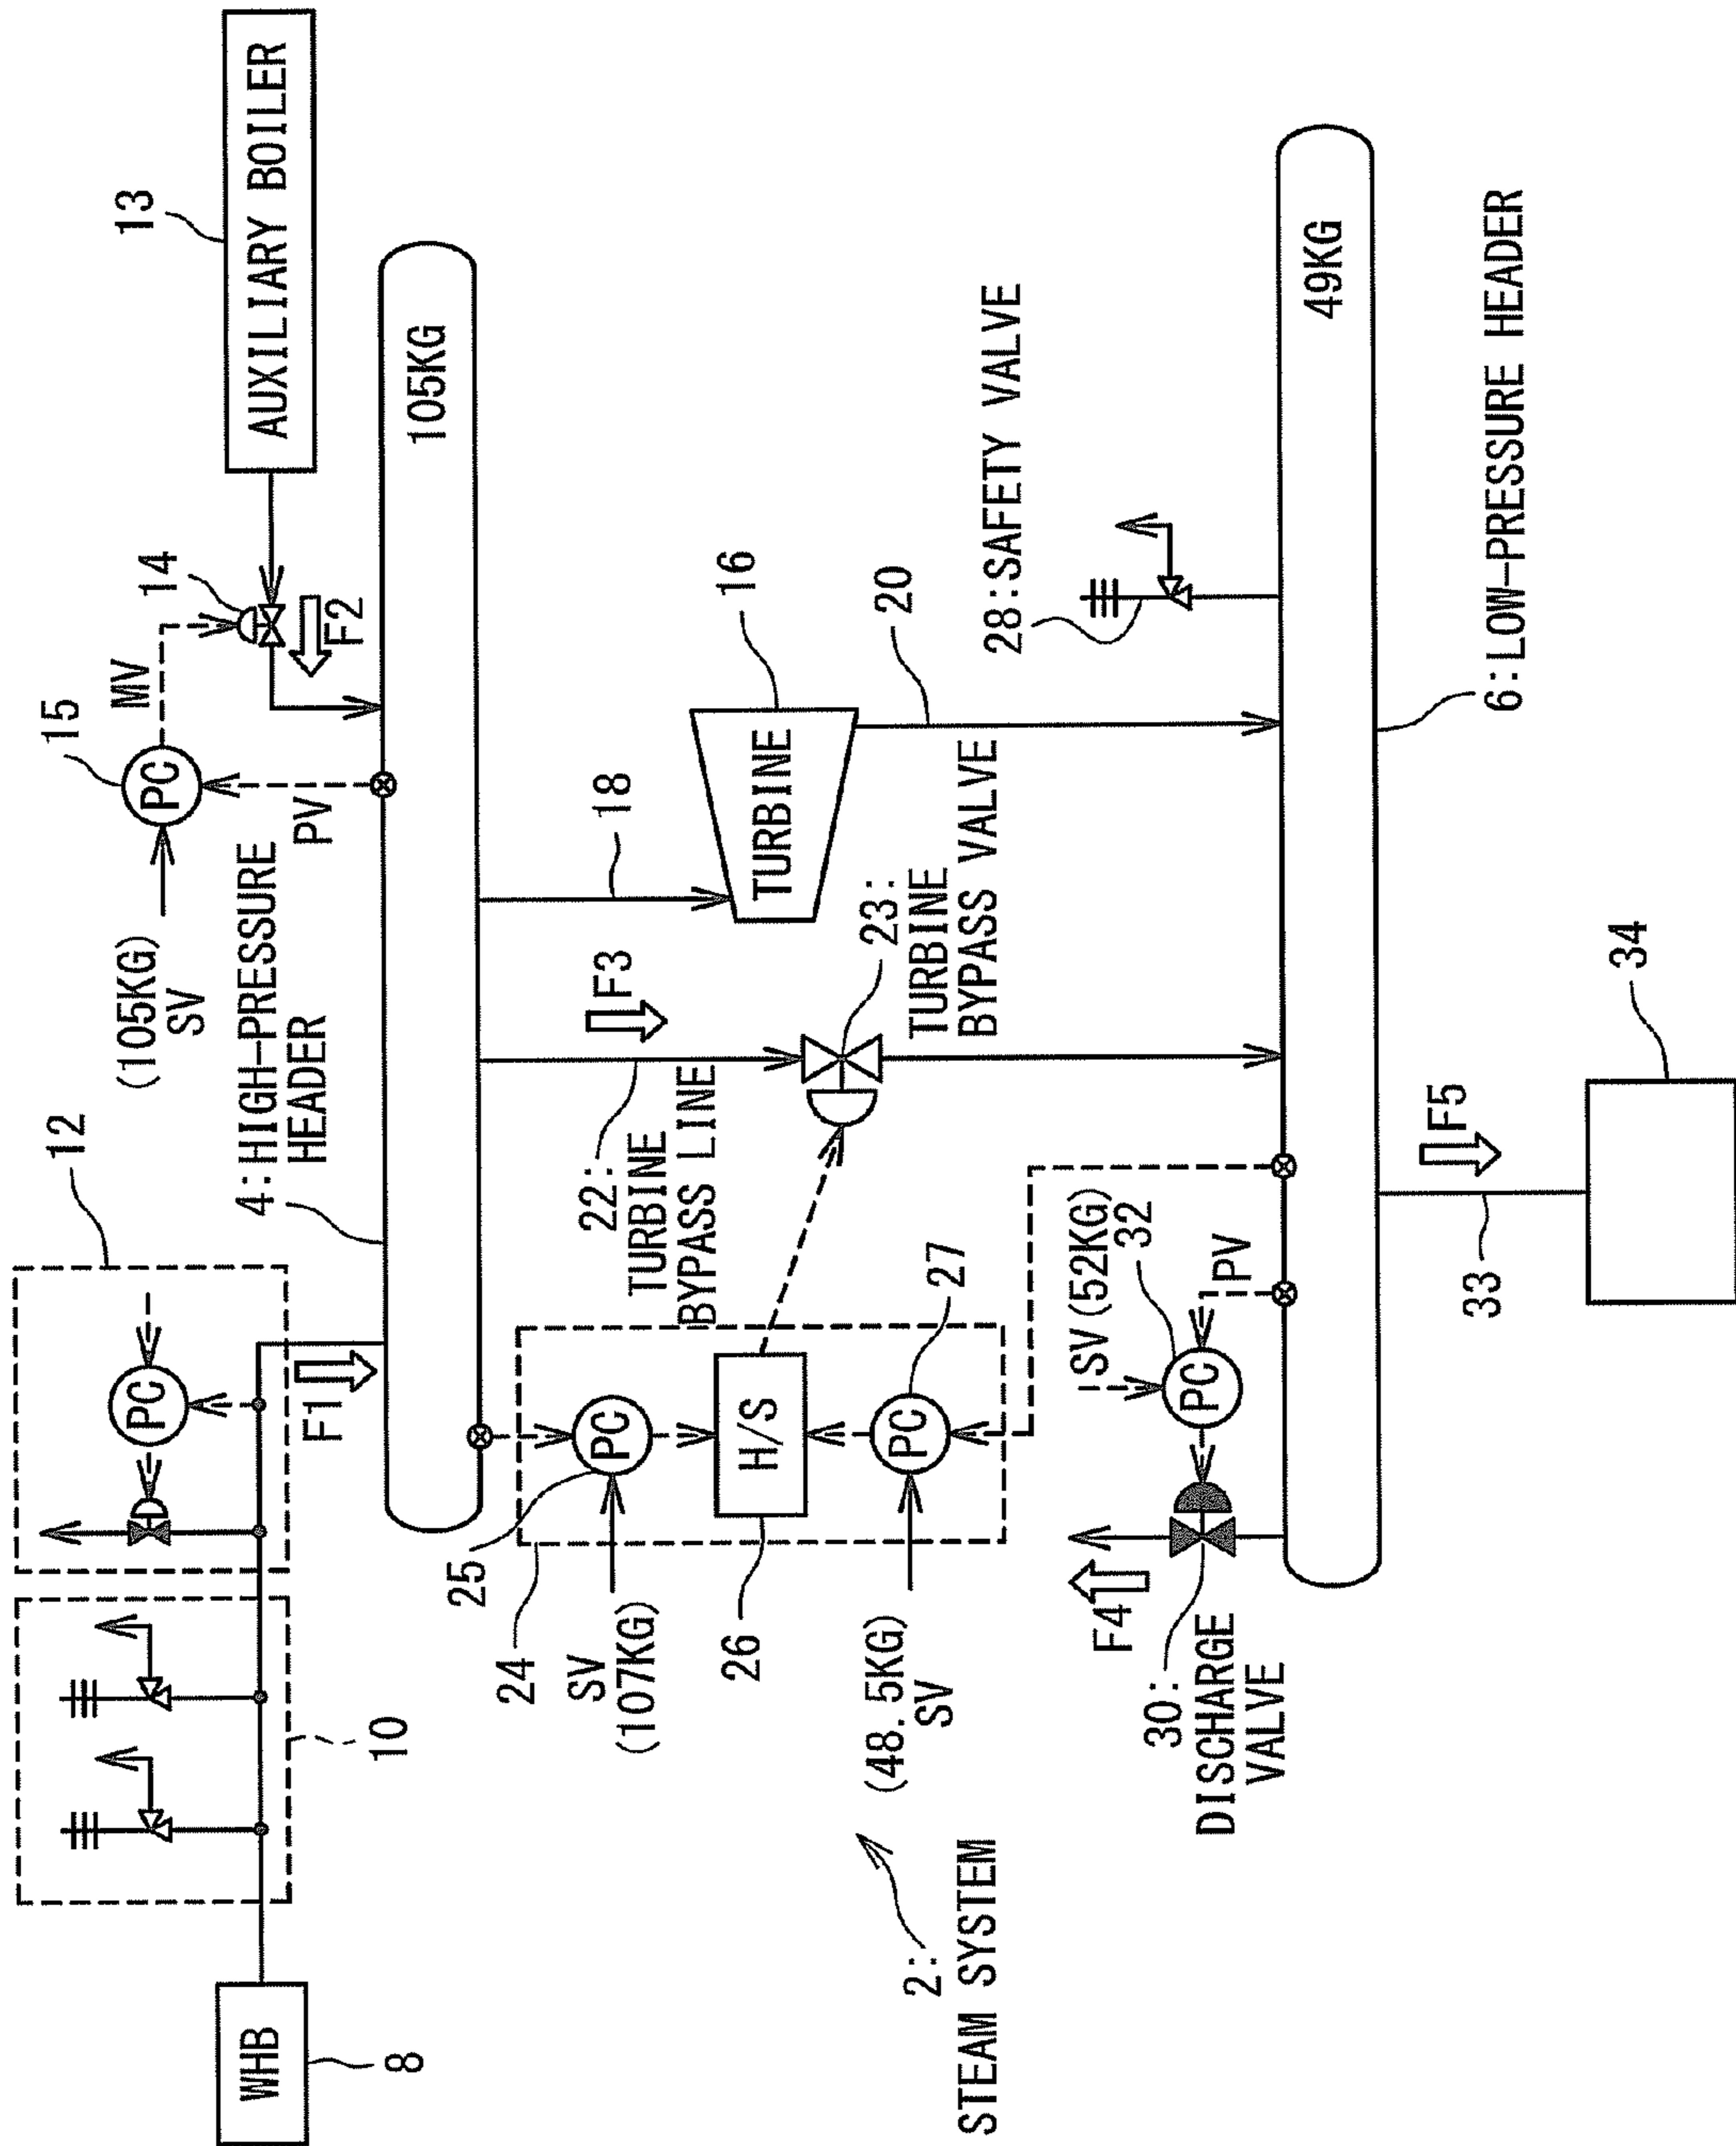 WHB
8
10
12
PC
F1
4:HIGH-PRESSURE
HEADER
(105KG)
SV
15
PC
MV
PV
14
F2
13
AUXILIARY BOILER
105KG
25
24
SV
(107KG)
PC
26
H/S
27
PC
(48.5KG)
SV
22:
TURBINE
BYPASS LINE
F3
23:
TURBINE
BYPASS VALVE
18
TURBINE
16
20
28:SAFETY VALVE
F4
30:
DISCHARGE
VALVE
SV(52KG)
32
PC
PV
49KG
6:LOW-PRESSURE HEADER
33
F5
34
2:
STEAM SYSTEM